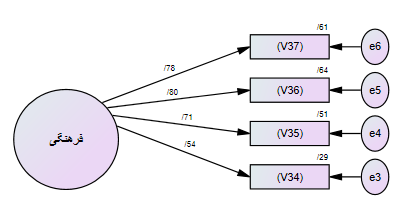 /61
/78
(V37)
e6
/64
/80
(V36)
e5
/51
فرهنگی
/71
(V35)
e4
/29
/54
(V34)
e3